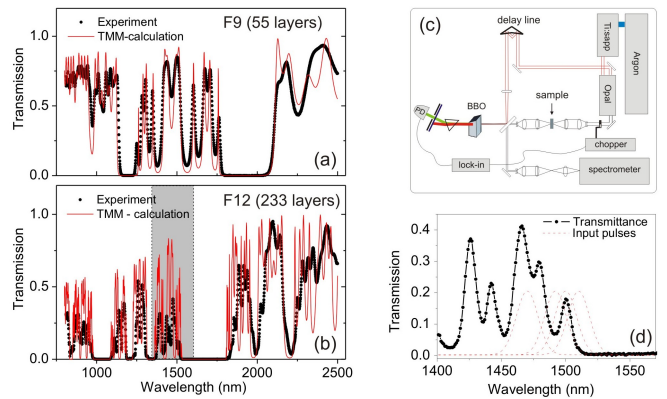 Experiment
TMM-calculation
F9 (55 layers)
Transmission
1.0
0.5
0.0
(a)
Experiment
TMM - calculation
F12 (233 layers)
Transmission
1.0
0.5
0.0
(b)
1000 1500 2000 2500
Wavelength (nm)
(c)
delay line
Ti:sapp
Argon
Opal
PD
BBO
sample
chopper
lock-in
spectrometer
Transmittance
Input pulses
Transmission
0.4
0.3
0.2
0.1
0.0
(d)
1400 1450 1500 1550
Wavelength (nm)